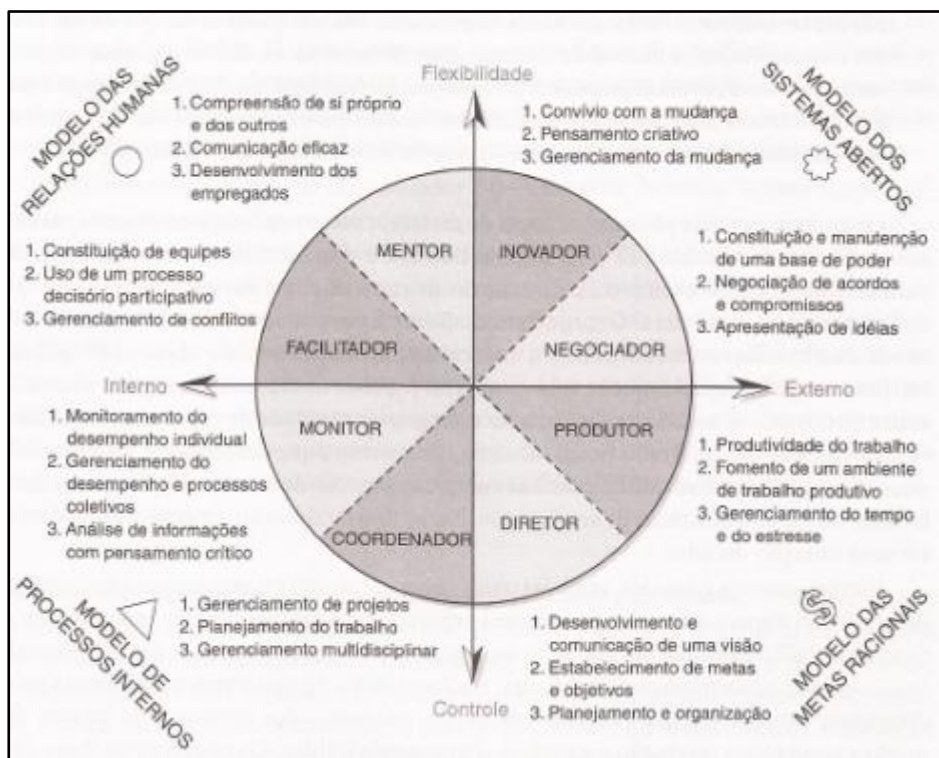 MODELO DAS
RELAÇÕES HUMANAS
Flexibilidade
MODELO DOS
SISTEMAS ABERTOS
1. Compreensão de si próprio
e dos outros
2. Comunicação eficaz
3. Desenvolvimento dos
empregados
1. Convívio com a mudança
2. Pensamento criativo
3. Gerenciamento da mudança
1. Constituição de equipes
2. Uso de um processo
decisório participativo
3. Gerenciamento de conflitos
MENTOR
INOVADOR
1. Constituição e manutenção
de uma base de poder
2. Negociação de acordos
e compromissos
3. Apresentação de idéias
FACILITADOR
NEGOCIADOR
Interno
Externo
1. Monitoramento do
desempenho individual
2. Gerenciamento do
desempenho e processos
coletivos
3. Análise de informações
com pensamento crítico
MONITOR
PRODUTOR
1. Produtividade do trabalho
2. Fomento de um ambiente
de trabalho produtivo
3. Gerenciamento do tempo
e do estresse
COORDENADOR
DIRETOR
MODELO DE
PROCESSOS INTERNOS
1. Gerenciamento de projetos
2. Planejamento do trabalho
3. Gerenciamento multidisciplinar
1. Desenvolvimento e
comunicação de uma visão
2. Estabelecimento de metas
e objetivos
3. Planejamento e organização
$
MODELO DAS
METAS RACIONAIS
Controle